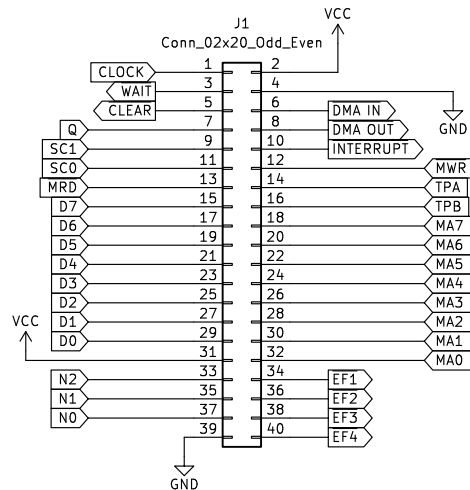 J1
Conn_02x20_Odd_Even
VCC
CLOCK 1 2
WAIT 3 4
CLEAR 5 6 DMA IN
GND
Q 7 8 DMA OUT
SC1 9 10 INTERRUPT
SC0 11 12 MWR
MRD 13 14 TPA
D7 15 16 TPB
D6 17 18 MA7
D5 19 20 MA6
D4 21 22 MA5
D3 23 24 MA4
D2 25 26 MA3
VCC
D1 27 28 MA2
D0 29 30 MA1
31 32 MA0
N2 33 34 EF1
N1 35 36 EF2
N0 37 38 EF3
39 40 EF4
GND